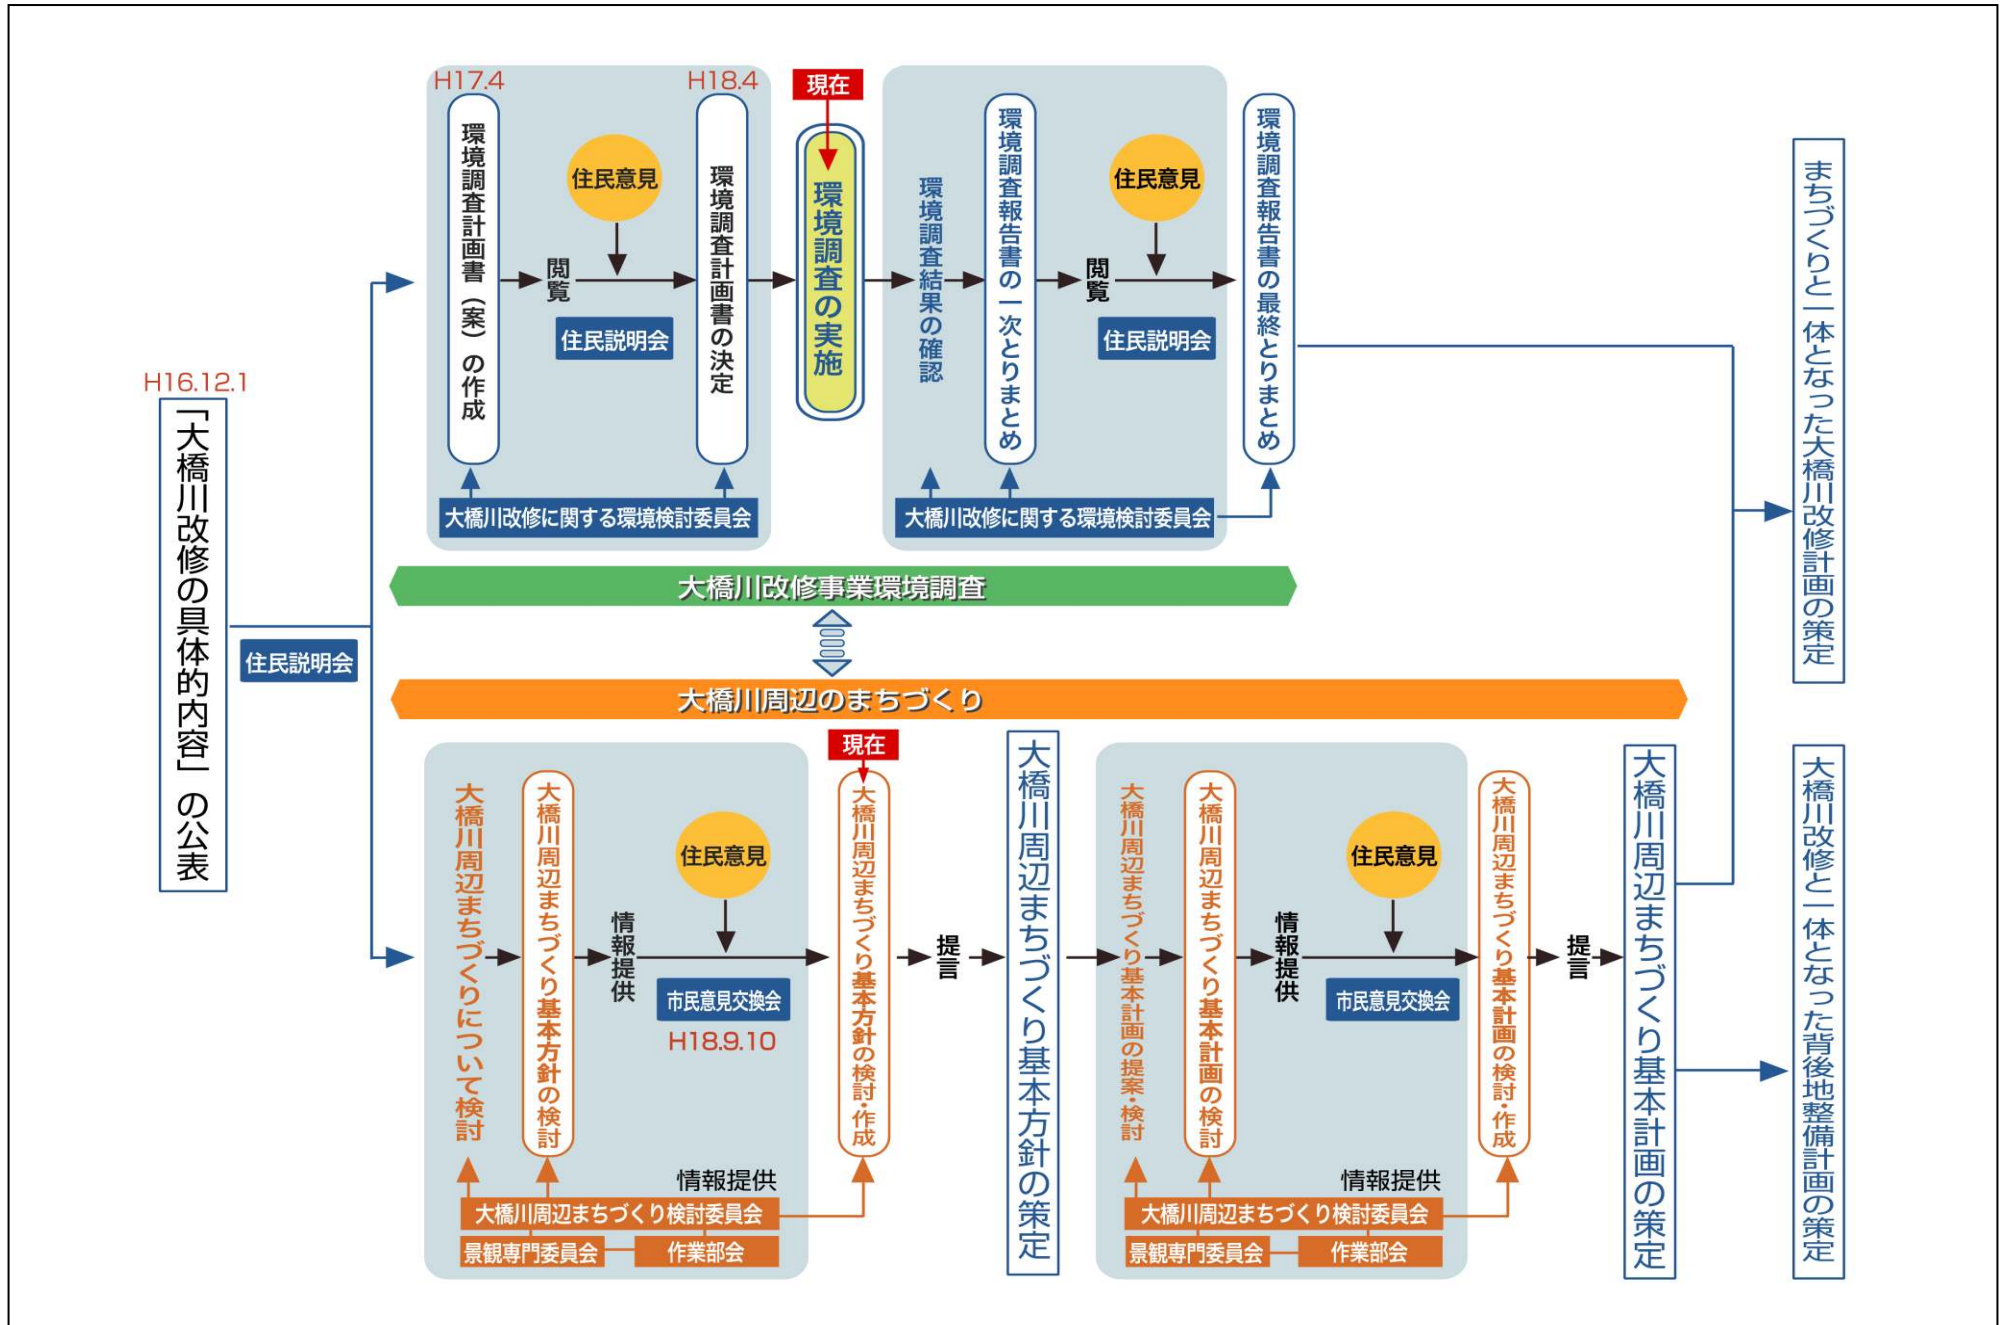 H16.12.1
「大橋川改修の具体的内容」の公表
住民説明会
H17.4
環境調査計画書（案）の作成
閲覧
住民意見
住民説明会
H18.4
環境調査計画書の決定
大橋川改修に関する環境検討委員会
現在
環境調査の実施
環境調査結果の確認
環境調査報告書の一次とりまとめ
閲覧
住民意見
住民説明会
大橋川改修に関する環境検討委員会
環境調査報告書の最終とりまとめ
まちづくりと一体となった大橋川改修計画の策定
大橋川改修事業環境調査
大橋川周辺のまちづくり
大橋川周辺まちづくりについて検討
大橋川周辺まちづくり基本方針の検討
情報提供
住民意見
市民意見交換会
H18.9.10
情報提供
大橋川周辺まちづくり検討委員会
景観専門委員会
作業部会
現在
大橋川周辺まちづくり基本方針の検討・作成
提言
大橋川周辺まちづくり基本方針の策定
大橋川周辺まちづくり基本計画の提案・検討
大橋川周辺まちづくり基本計画の検討
情報提供
住民意見
市民意見交換会
情報提供
大橋川周辺まちづくり検討委員会
景観専門委員会
作業部会
大橋川周辺まちづくり基本計画の検討・作成
提言
大橋川周辺まちづくり基本計画の策定
大橋川改修と一体となった背後地整備計画の策定